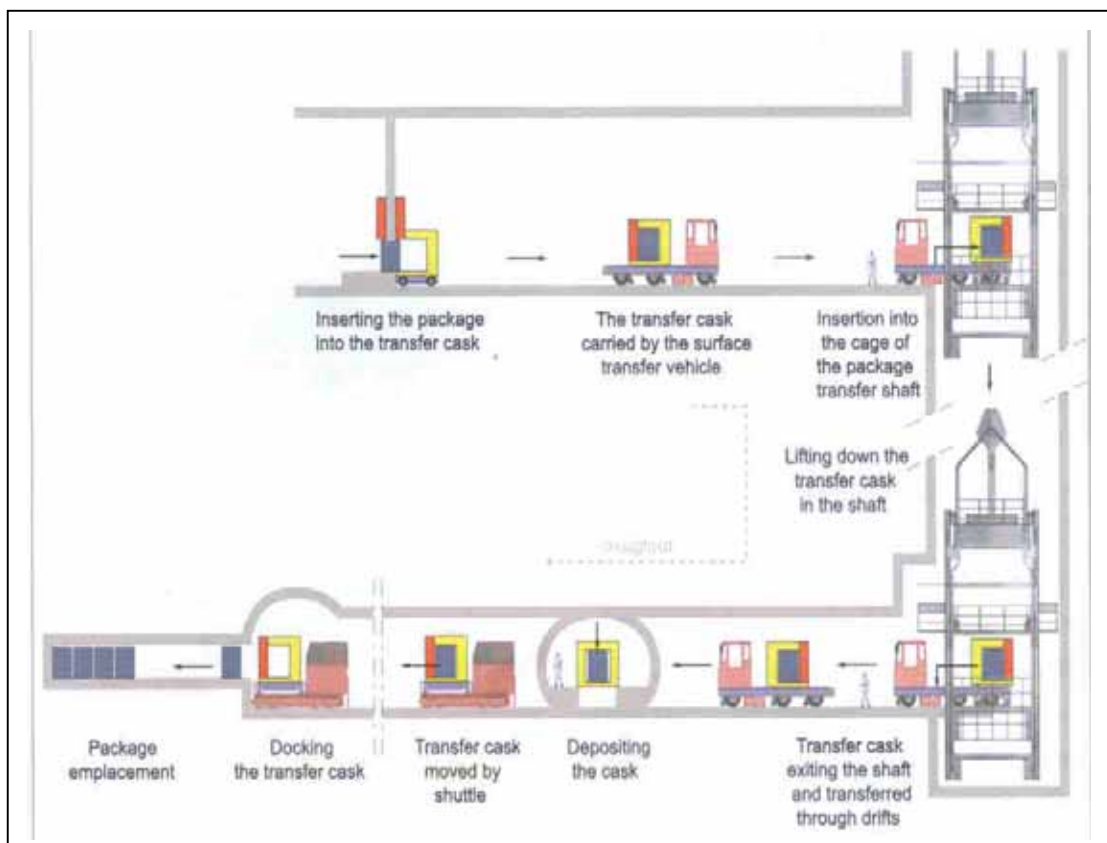 Inserting the package
into the transfer cask
The transfer cask
carried by the surface
transfer vehicle
Insertion into
the cage of
the package
transfer shaft
Lifting down the
transfer cask
in the shaft
Package
emplacement
Docking
the transfer cask
Transfer cask
moved by
shuttle
Depositing
the cask
Transfer cask
exiting the shaft
and transferred
through drifts